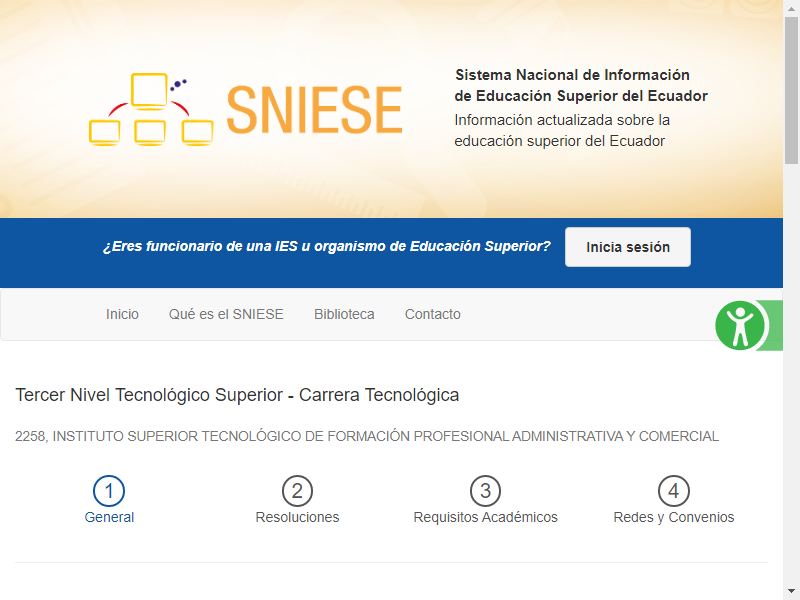 SNIESE
Sistema Nacional de Información
de Educación Superior del Ecuador
Información actualizada sobre la
educación superior del Ecuador
¿Eres funcionario de una IES u organismo de Educación Superior?
Inicia sesión
Inicio
Qué es el SNIESE
Biblioteca
Contacto
Tercer Nivel Tecnológico Superior - Carrera Tecnológica
2258, INSTITUTO SUPERIOR TECNOLÓGICO DE FORMACIÓN PROFESIONAL ADMINISTRATIVA Y COMERCIAL
1
General
2
Resoluciones
3
Requisitos Académicos
4
Redes y Convenios